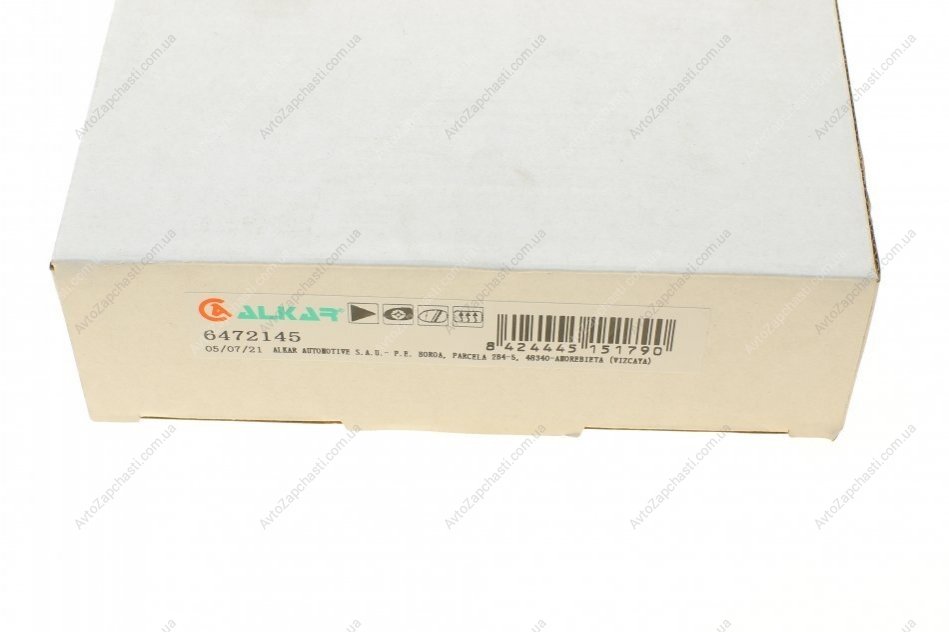 ALKAR
6472145
8 424445 151790
05/07/21 ALKAR AUTOMOTIVE S.A.U.- P.E. BOROA, PARCELA 2B4-5, 48340-AMOREBIETA (VIZCAYA)
AvtoZapchasti.com.ua